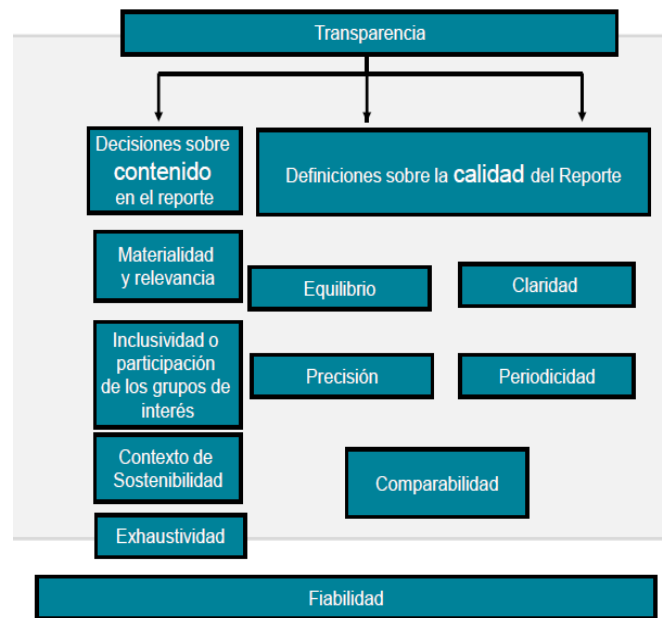 Transparencia
Decisiones sobre
contenido
en el reporte
Definiciones sobre la calidad del Reporte
Materialidad
y relevancia
Equilibrio
Claridad
Inclusividad o
participación
de los grupos de
interés
Precisión
Periodicidad
Contexto de
Sostenibilidad
Comparabilidad
Exhaustividad
Fiabilidad